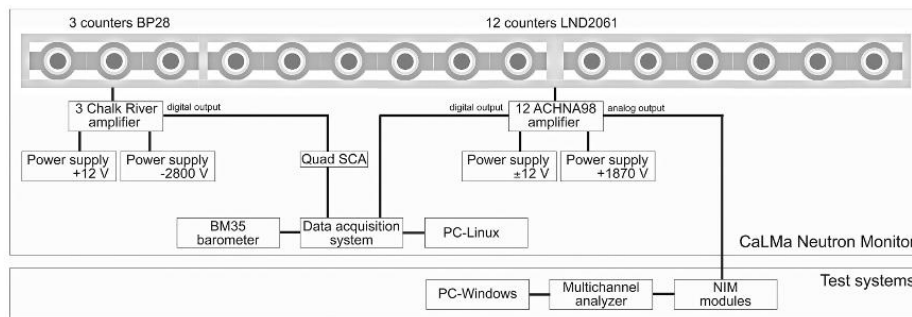 3 counters BP28
12 counters LND2061
3 Chalk River
amplifier
digital output
digital output
12 ACHNA98
amplifier
analog output
Power supply
+12 V
Power supply
-2800 V
Quad SCA
Power supply
±12 V
Power supply
+1870 V
BM35
barometer
Data acquisition
system
PC-Linux
CaLMa Neutron Monitor
Test systems
PC-Windows
Multichannel
analyzer
NIM
modules